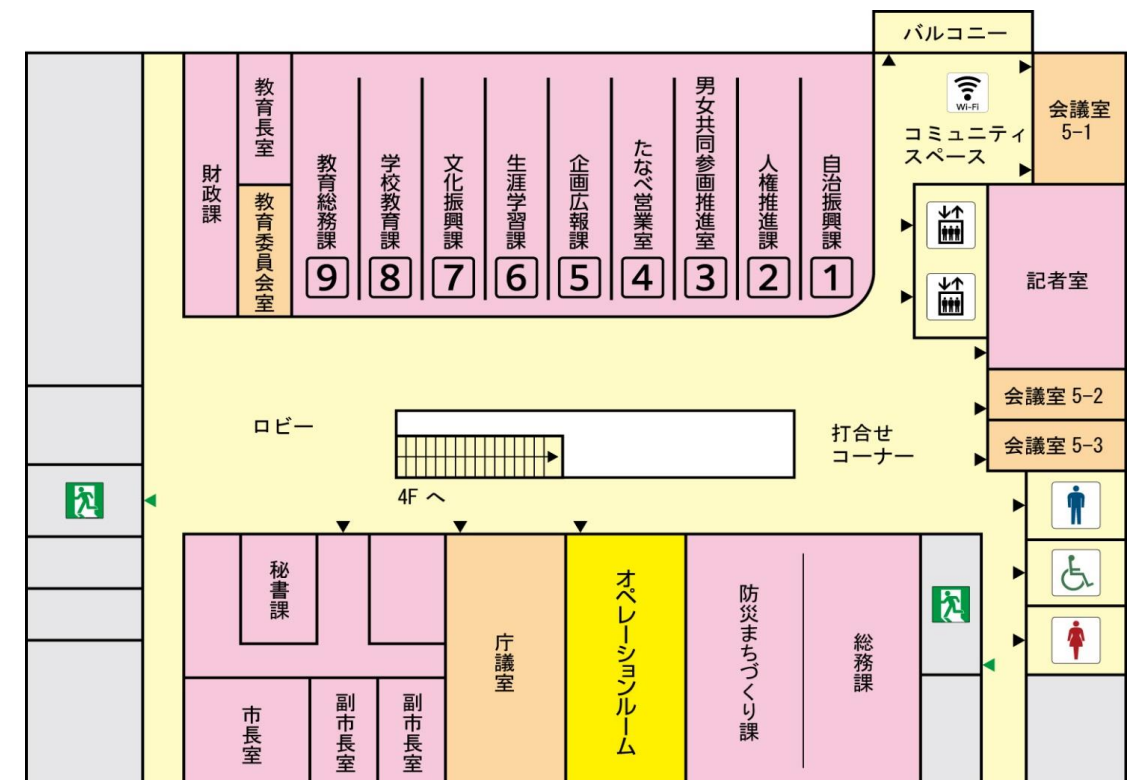 バルコニー
Wi-Fi
コミュニティ
スペース
会議室
5-1
財政課
教育長室
教育委員会室
教育総務課
9
学校教育課
8
文化振興課
7
生涯学習課
6
企画広報課
5
たなべ営業室
4
男女共同参画推進室
3
人権推進課
2
自治振興課
1
記者室
会議室 5-2
会議室 5-3
ロビー
打合せ
コーナー
4F へ
秘書課
市長室
副市長室
副市長室
庁議室
オペレーションルーム
防災まちづくり課
総務課